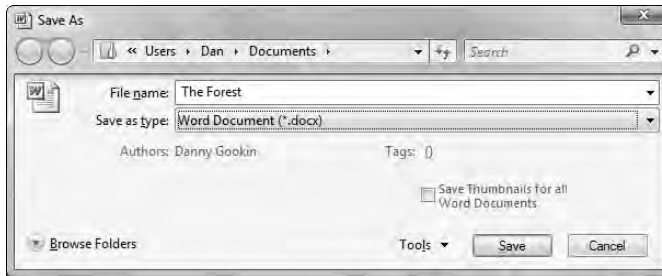 Save As
« Users ▸ Dan ▸ Documents ▸ Search
File name: The Forest
Save as type: Word Document (*.docx)
Authors: Danny Gookin Tags: ()
Save Thumbnails for all
Word Documents
Browse Folders Tools Save Cancel